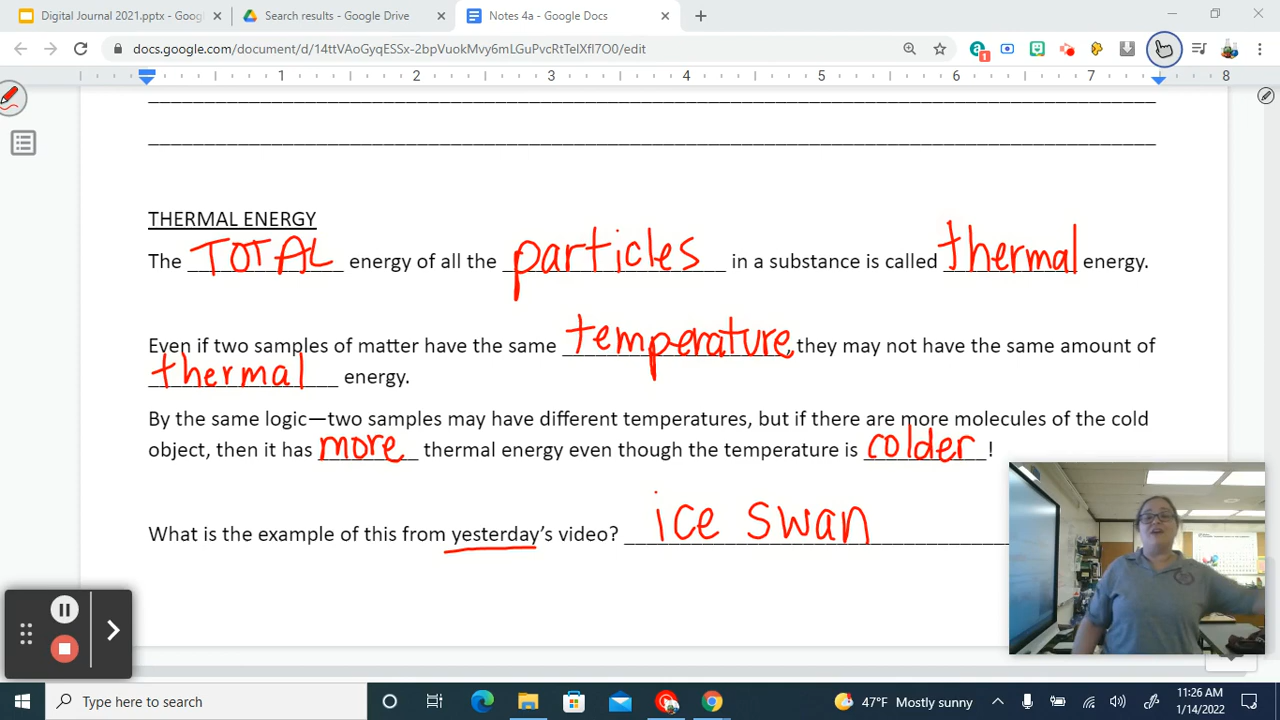 Digital Journal 2021.pptx - Goog
Search results - Google Drive
Notes 4a - Google Docs
docs.google.com/document/d/14ttVAoGyqESSx-2bpVuokMvy6mLGuPvcRtTelXfl7O0/edit
1
1 2 3 4 5 6 7 8
THERMAL ENERGY
The TOTAL energy of all the particles in a substance is called thermal energy.
Even if two samples of matter have the same temperature, they may not have the same amount of
thermal energy.
By the same logic—two samples may have different temperatures, but if there are more molecules of the cold
object, then it has more thermal energy even though the temperature is colder!
What is the example of this from yesterday's video? ice swan
Type here to search
47°F Mostly sunny
11:26 AM
1/14/2022